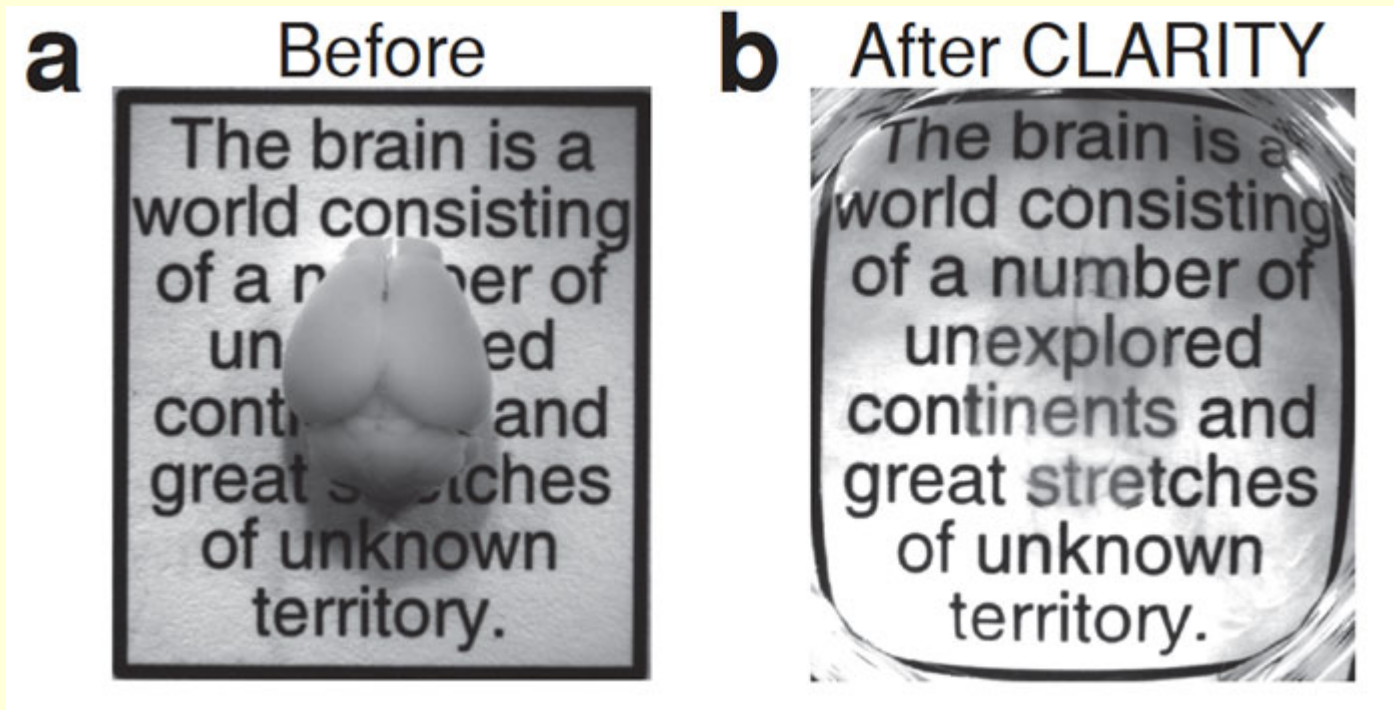 a Before
The brain is a
world consisting
of a of
and
great
of unknown
territory.
b After CLARITY
The brain is a
world consisting
of a number of
unexplored
continents and
great stretches
of unknown
territory.